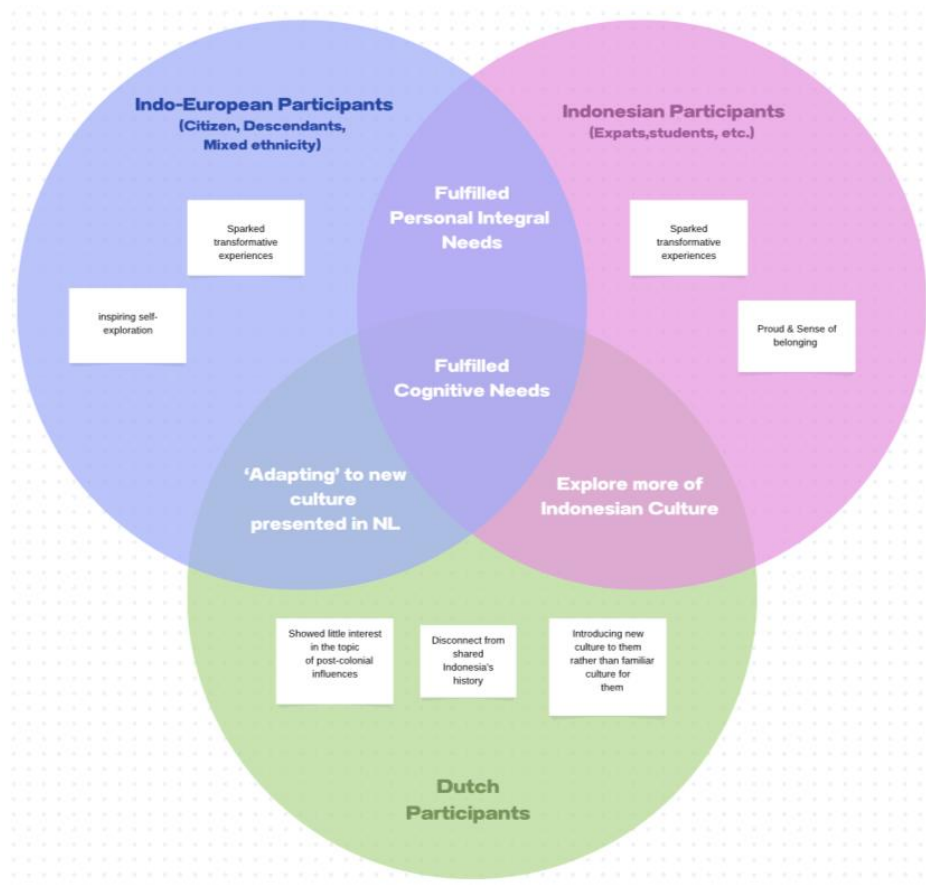 Indo-European Participants
(Citizen, Descendants,
Mixed ethnicity)
Indonesian Participants
(Expats,students, etc.)
Fulfilled
Personal Integral
Needs
Sparked
transformative
experiences
Sparked
transformative
experiences
inspiring self-
exploration
Proud & Sense of
belonging
Fulfilled
Cognitive Needs
‘Adapting’ to new
culture
presented in NL
Explore more of
Indonesian Culture
Showed little interest
in the topic
of post-colonial
influences
Disconnect from
shared
Indonesia's
history
Introducing new
culture to them
rather than familiar
culture for
them
Dutch
Participants